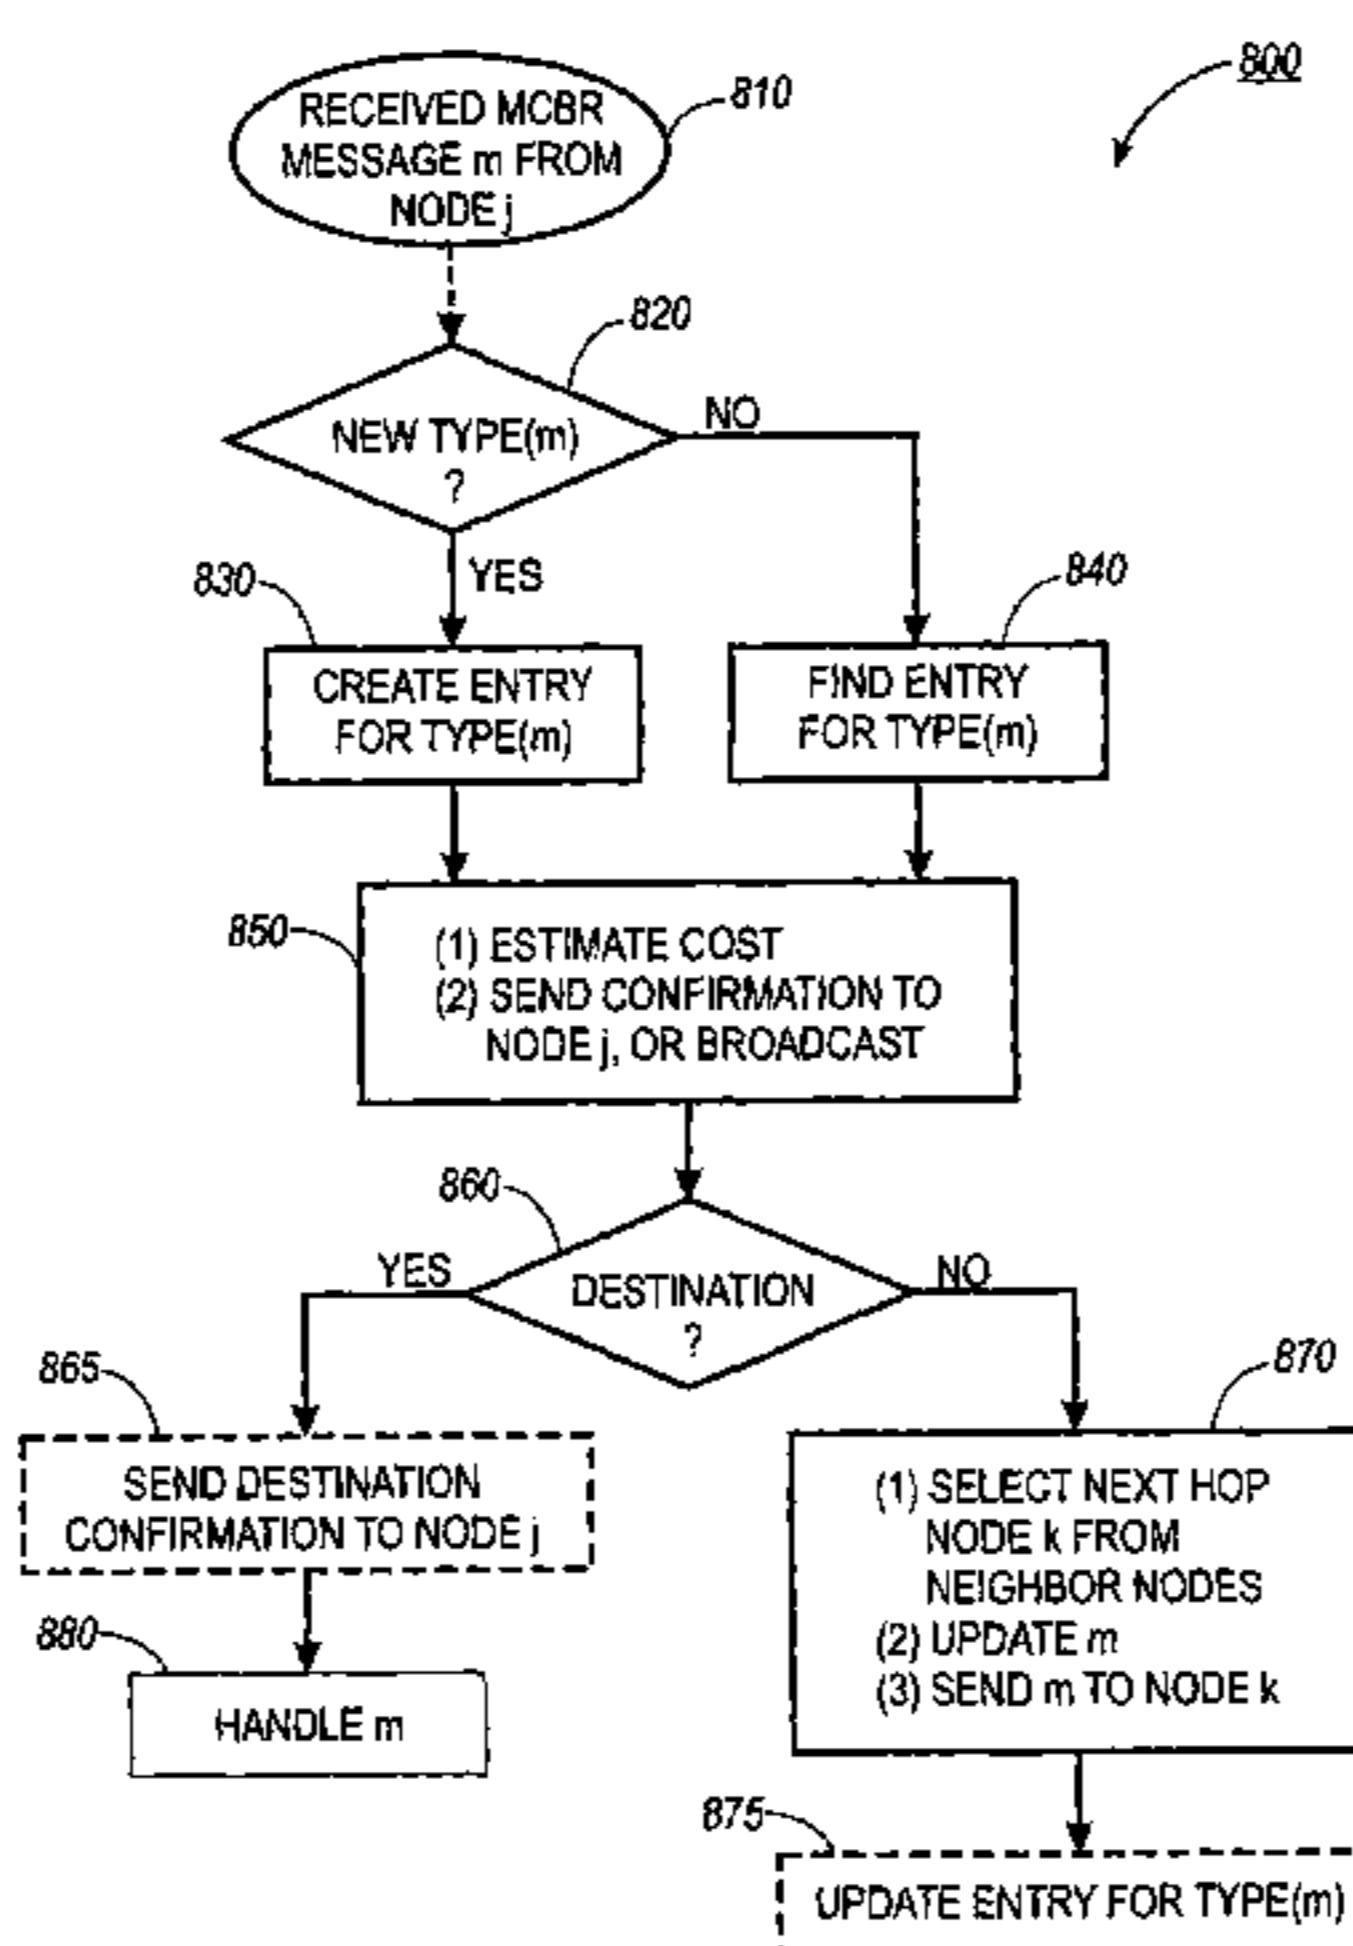 800
810
RECEIVED MCBR
MESSAGE m FROM
NODE j
820
NEW TYPE(m)
?
NO
YES
830
CREATE ENTRY
FOR TYPE(m)
840
FIND ENTRY
FOR TYPE(m)
850
(1) ESTIMATE COST
(2) SEND CONFIRMATION TO
NODE j, OR BROADCAST
860
DESTINATION
?
YES
NO
865
SEND DESTINATION
CONFIRMATION TO NODE j
870
(1) SELECT NEXT HOP
NODE k FROM
NEIGHBOR NODES
(2) UPDATE m
(3) SEND m TO NODE k
880
HANDLE m
875
UPDATE ENTRY FOR TYPE(m)